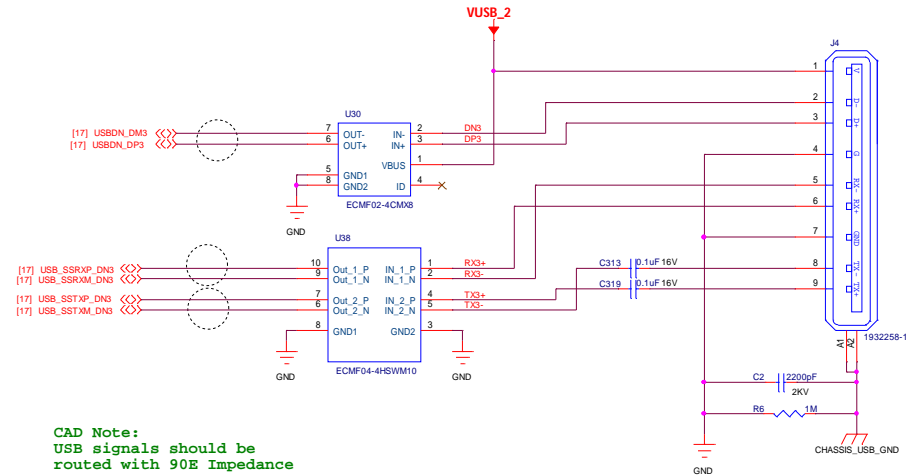 VUSB_2
J4
1
V
2
D-
3
D+
4
G
5
RX-
6
RX+
7
GND
8
TX-
9
TX+
A1
A2
1932258-1
U30
[17] USBDN_DM3
7 OUT- IN- 2 DN3
[17] USBDN_DP3
6 OUT+ IN+ 3 DP3
VBUS 1
5 GND1
8 GND2 ID 4
ECMF02-4CMX8
GND
U38
[17] USB_SSRXP_DN3
10 Out_1_P IN_1_P 1 RX3+
[17] USB_SSRXM_DN3
9 Out_1_N IN_1_N 2 RX3-
[17] USB_SSTXP_DN3
7 Out_2_P IN_2_P 4 TX3+
[17] USB_SSTXM_DN3
6 Out_2_N IN_2_N 5 TX3-
8 GND1 GND2 3
ECMF04-4HSWM10
GND
GND
C313 0.1uF 16V
C319 0.1uF 16V
C2 2200pF
2KV
R6 1M
GND
CHASSIS_USB_GND
CAD Note:
USB signals should be
routed with 90E Impedance